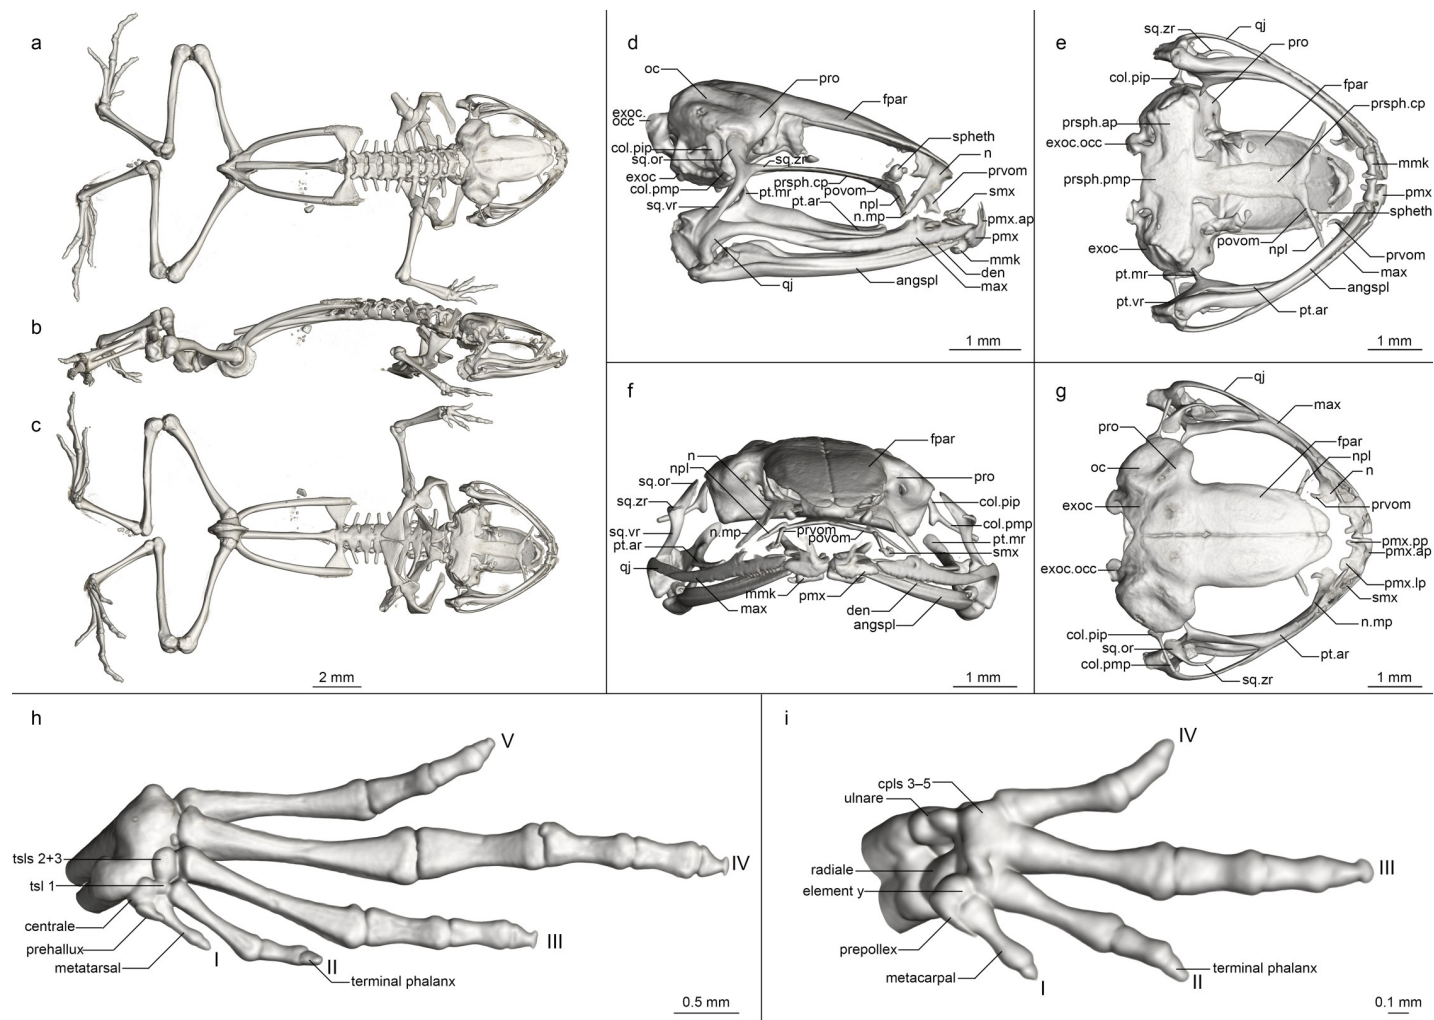 a
b
c
2 mm
d
oc
pro
fpar
exoc.
occ
spheth
col.pip
n
sq.or
sq.zr
prvom
exoc
prsph.cp
povom
smx
col.pmp
pt.mr
npl
sq.vr
pt.ar
n.mp
pmx.ap
pmx
mmk
den
qj
angspl
max
1 mm
e
sq.zr
qj
pro
col.pip
fpar
prsph.cp
prsph.ap
exoc.occ
mmk
prsph.pmp
pmx
spheth
exoc
povom
npl
prvom
pt.mr
max
angspl
pt.vr
pt.ar
1 mm
f
fpar
n
npl
sq.or
pro
sq.zr
col.pip
sq.vr
n.mp
prvom
povom
col.pmp
pt.ar
pt.mr
smx
qj
mmk
pmx
den
max
angspl
1 mm
g
qj
max
pro
fpar
npl
oc
n
exoc
prvom
pmx.pp
pmx.ap
exoc.occ
pmx.lp
smx
n.mp
col.pip
sq.or
pt.ar
col.pmp
sq.zr
1 mm
h
V
tsls 2+3
IV
tsl 1
centrale
prehallux
III
metatarsal
I
II
terminal phalanx
0.5 mm
i
IV
cpls 3–5
ulnare
radiale
III
element y
prepollex
terminal phalanx
metacarpal
I
II
0.1 mm